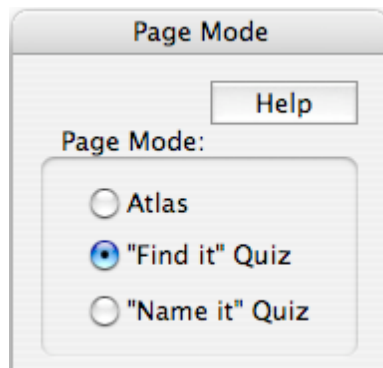 Page Mode
Help
Page Mode:
Atlas
"Find it" Quiz
"Name it" Quiz